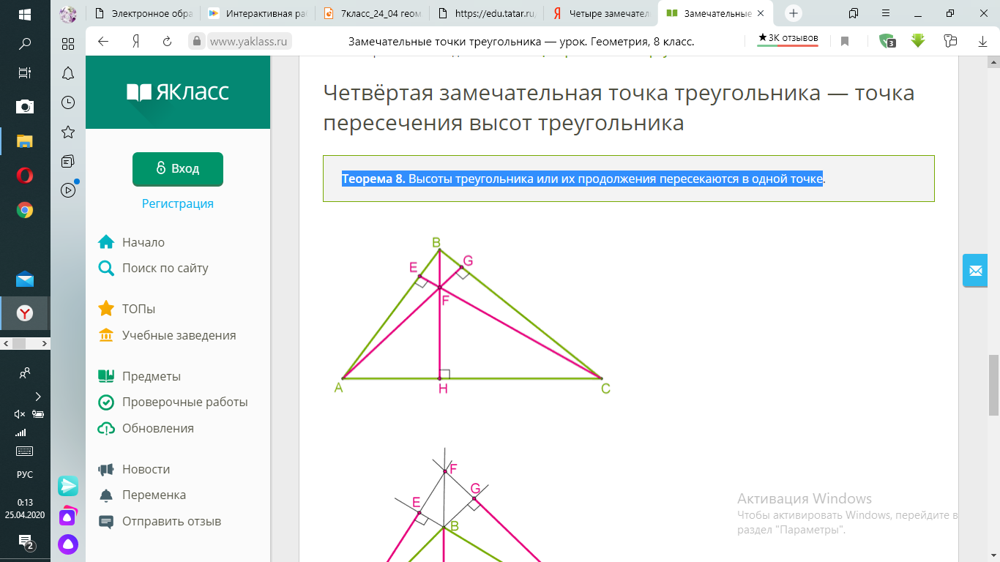 Электронное обра
Интерактивная ра
7класс_24_04 геом
https://edu.tatar.ru
Четыре замечател
Замечательные
www.yaklass.ru
Замечательные точки треугольника — урок. Геометрия, 8 класс.
★3К отзывов
3
ЯКласс
Вход
Регистрация
Начало
Поиск по сайту
ТОПы
Учебные заведения
Предметы
Проверочные работы
Обновления
Новости
Переменка
Отправить отзыв
Четвёртая замечательная точка треугольника — точка
пересечения высот треугольника
Теорема 8. Высоты треугольника или их продолжения пересекаются в одной точке.
B
E
G
F
A
H
C
F
G
E
B
Активация Windows
Чтобы активировать Windows, перейдите в
раздел "Параметры".
РУС
0:13
25.04.2020
2